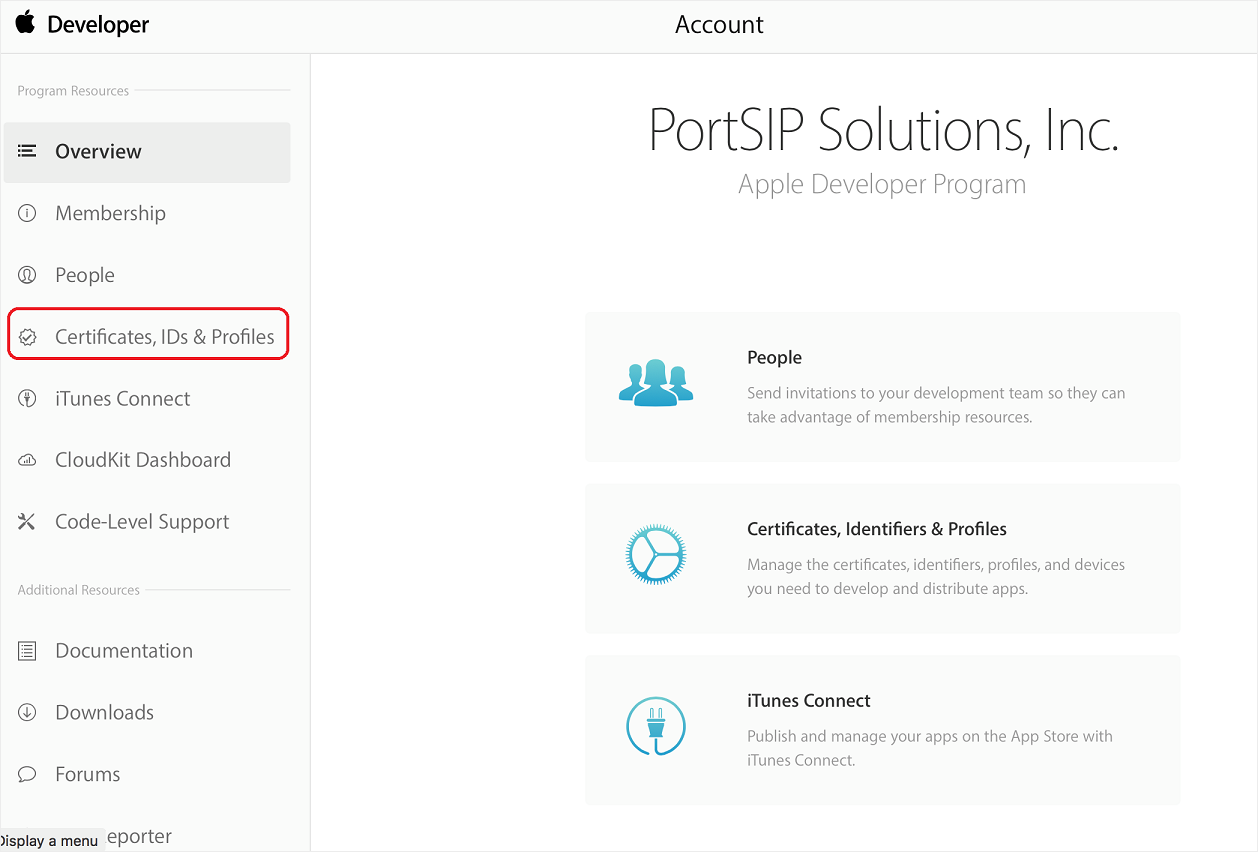 Developer
Account
Program Resources
Overview
Membership
People
Certificates, IDs & Profiles
iTunes Connect
CloudKit Dashboard
Code-Level Support
Additional Resources
Documentation
Downloads
Forums
eporter
Display a menu
PortSIP Solutions, Inc.
Apple Developer Program
People
Send invitations to your development team so they can
take advantage of membership resources.
Certificates, Identifiers & Profiles
Manage the certificates, identifiers, profiles, and devices
you need to develop and distribute apps.
iTunes Connect
Publish and manage your apps on the App Store with
iTunes Connect.